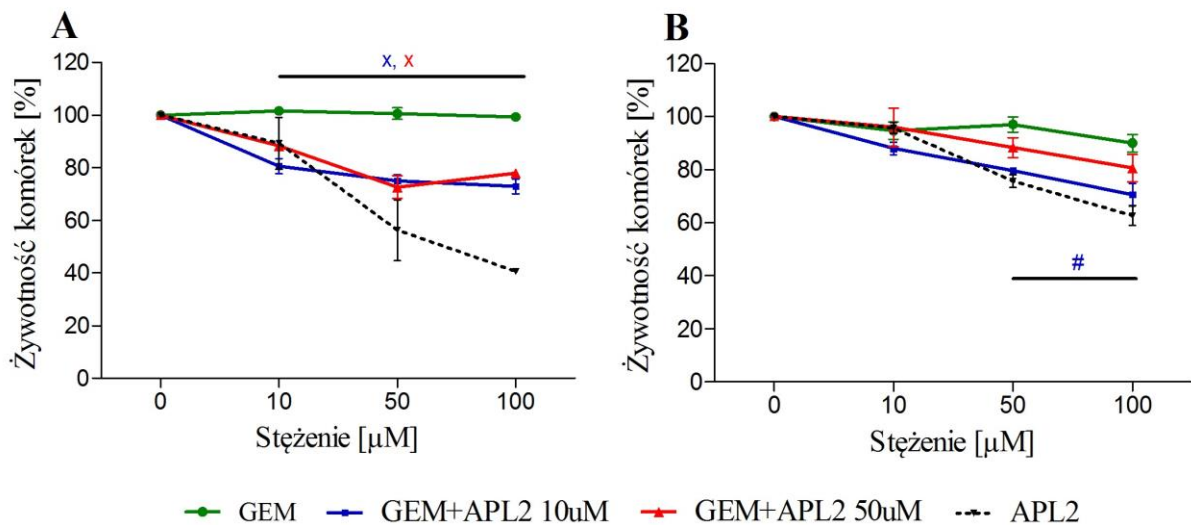 A
Żywotność komórek [%]
120
100
80
60
40
20
0
x, x
0 10 50 100
Stężenie [µM]
B
Żywotność komórek [%]
120
100
80
60
40
20
0
#
0 10 50 100
Stężenie [µM]
GEM GEM+APL2 10uM GEM+APL2 50uM APL2